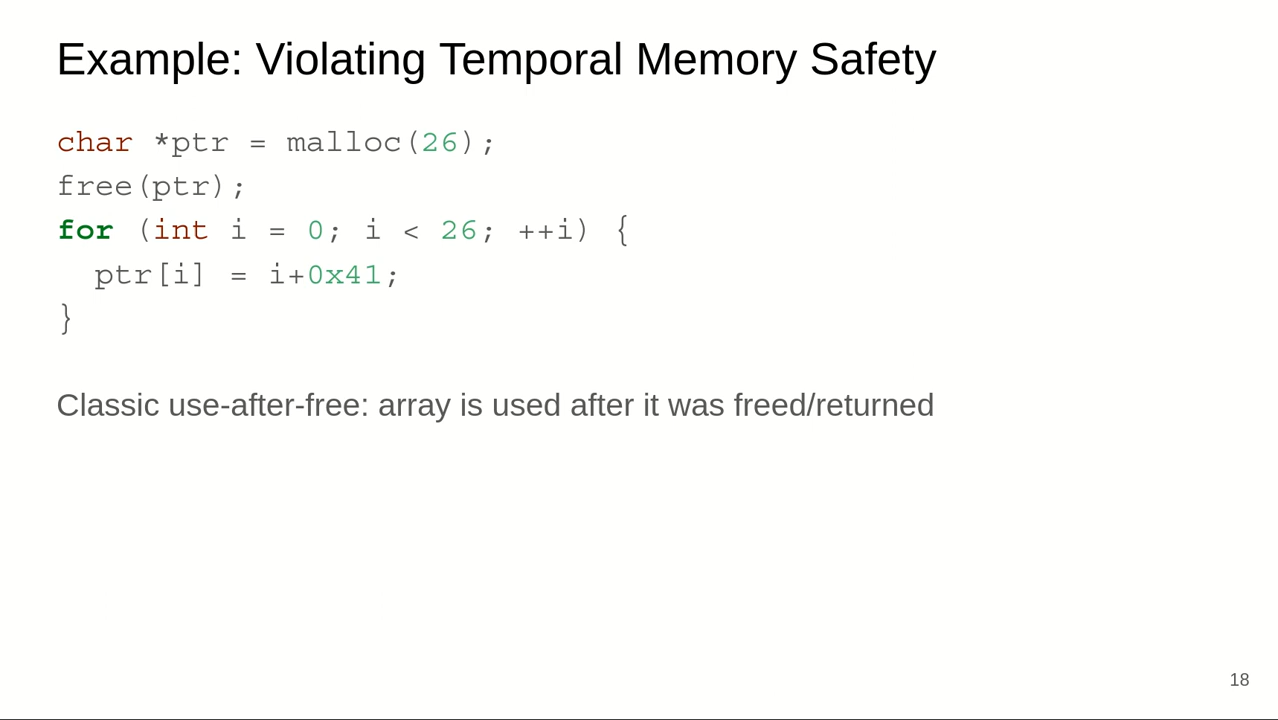 Example: Violating Temporal Memory Safety
char *ptr = malloc(26);
free(ptr);
for (int i = 0; i < 26; ++i) {
  ptr[i] = i+0x41;
}
Classic use-after-free: array is used after it was freed/returned
18